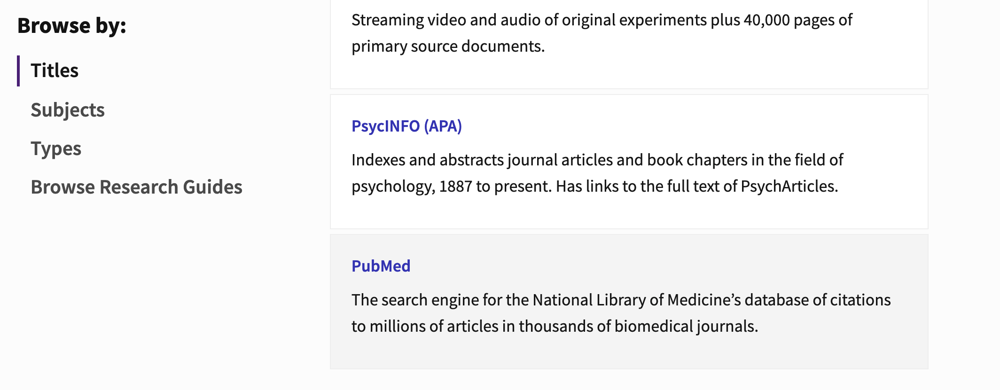 Browse by:
Titles
Subjects
Types
Browse Research Guides
Streaming video and audio of original experiments plus 40,000 pages of
primary source documents.
PsycINFO (APA)
Indexes and abstracts journal articles and book chapters in the field of
psychology, 1887 to present. Has links to the full text of PsychArticles.
PubMed
The search engine for the National Library of Medicine’s database of citations
to millions of articles in thousands of biomedical journals.